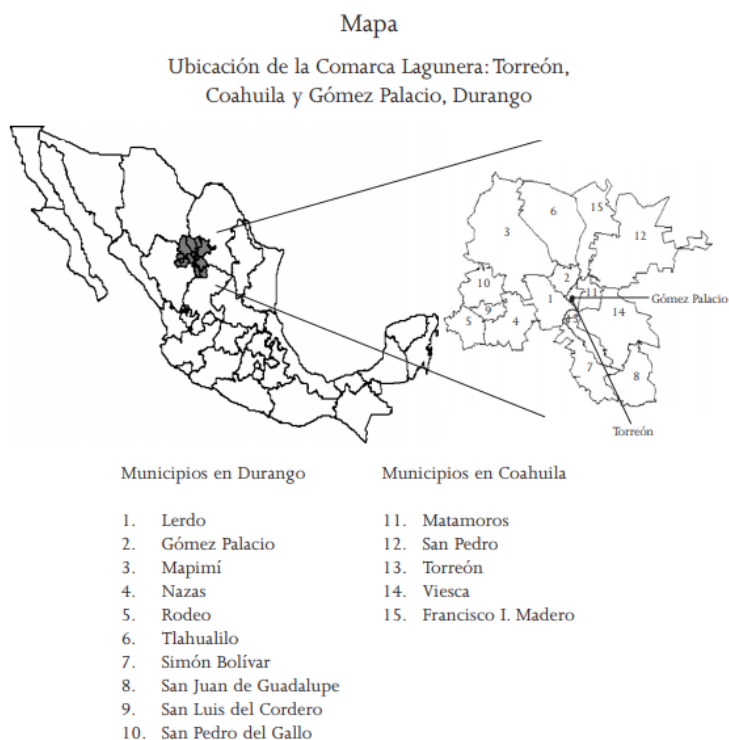 Mapa
Ubicación de la Comarca Lagunera: Torreón,
Coahuila y Gómez Palacio, Durango
15
6
12
3
2
10
11
Gómez Palacio
1
14
9
5
4
13
7
8
Torreón
Municipios en Durango
1. Lerdo
2. Gómez Palacio
3. Mapimí
4. Nazas
5. Rodeo
6. Tlahualilo
7. Simón Bolívar
8. San Juan de Guadalupe
9. San Luis del Cordero
10. San Pedro del Gallo
Municipios en Coahuila
11. Matamoros
12. San Pedro
13. Torreón
14. Viesca
15. Francisco I. Madero